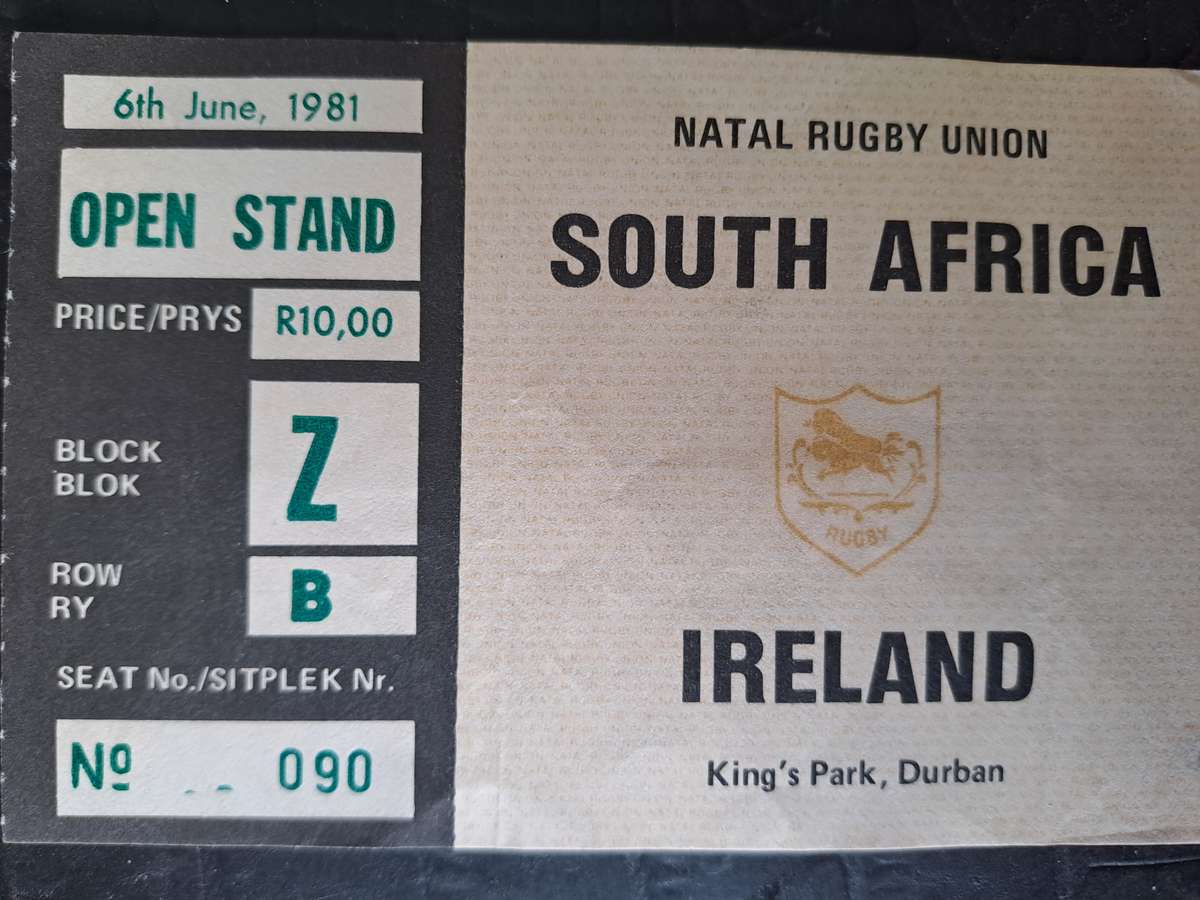 6th June, 1981
OPEN STAND
PRICE/PRYS R10,00
BLOCK
BLOK
Z
ROW
RY
B
SEAT No./SITPLEK Nr.
Nº 090
NATAL RUGBY UNION
SOUTH AFRICA
RUGBY
IRELAND
King's Park, Durban